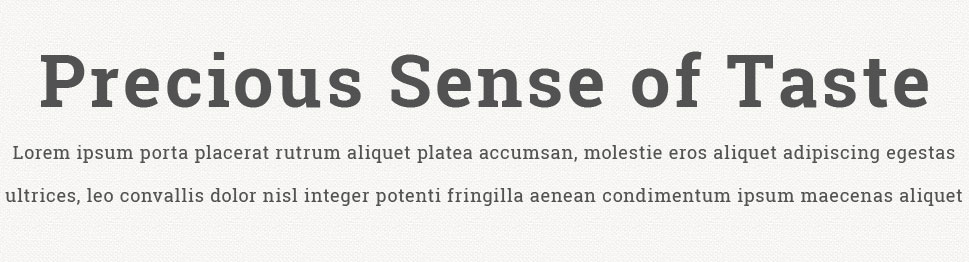 Precious Sense of Taste
Lorem ipsum porta placerat rutrum aliquet platea accumsan, molestie eros aliquet adipiscing egestas
ultrices, leo convallis dolor nisl integer potenti fringilla aenean condimentum ipsum maecenas aliquet